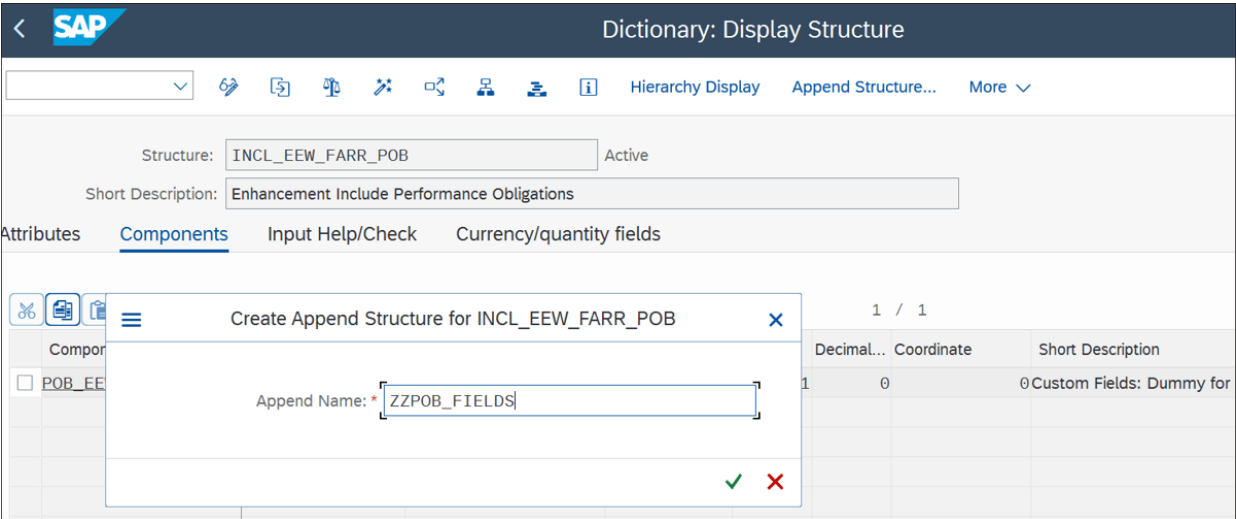 SAP Dictionary: Display Structure
Hierarchy Display Append Structure... More
Structure: INCL_EEW_FARR_POB Active
Short Description: Enhancement Include Performance Obligations
Attributes Components Input Help/Check Currency/quantity fields
Create Append Structure for INCL_EEW_FARR_POB
1 / 1
Compor Decimal... Coordinate Short Description
POB_EE 1 0 0 Custom Fields: Dummy for
Append Name: * ZZPOB_FIELDS